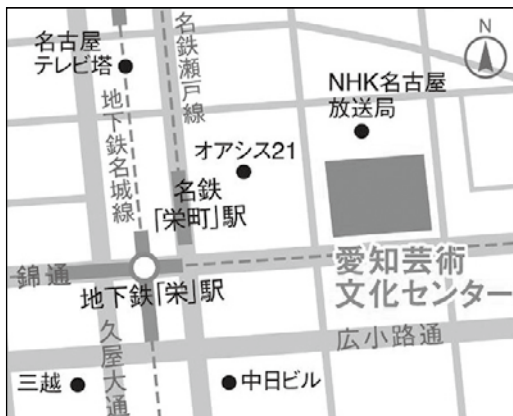 名古屋
テレビ塔
名鉄瀬戸線
N
NHK名古屋
放送局
地下鉄名城線
オアシス21
名鉄
「栄町」駅
錦通
愛知芸術
文化センター
地下鉄「栄」駅
久屋大通
広小路通
三越
中日ビル